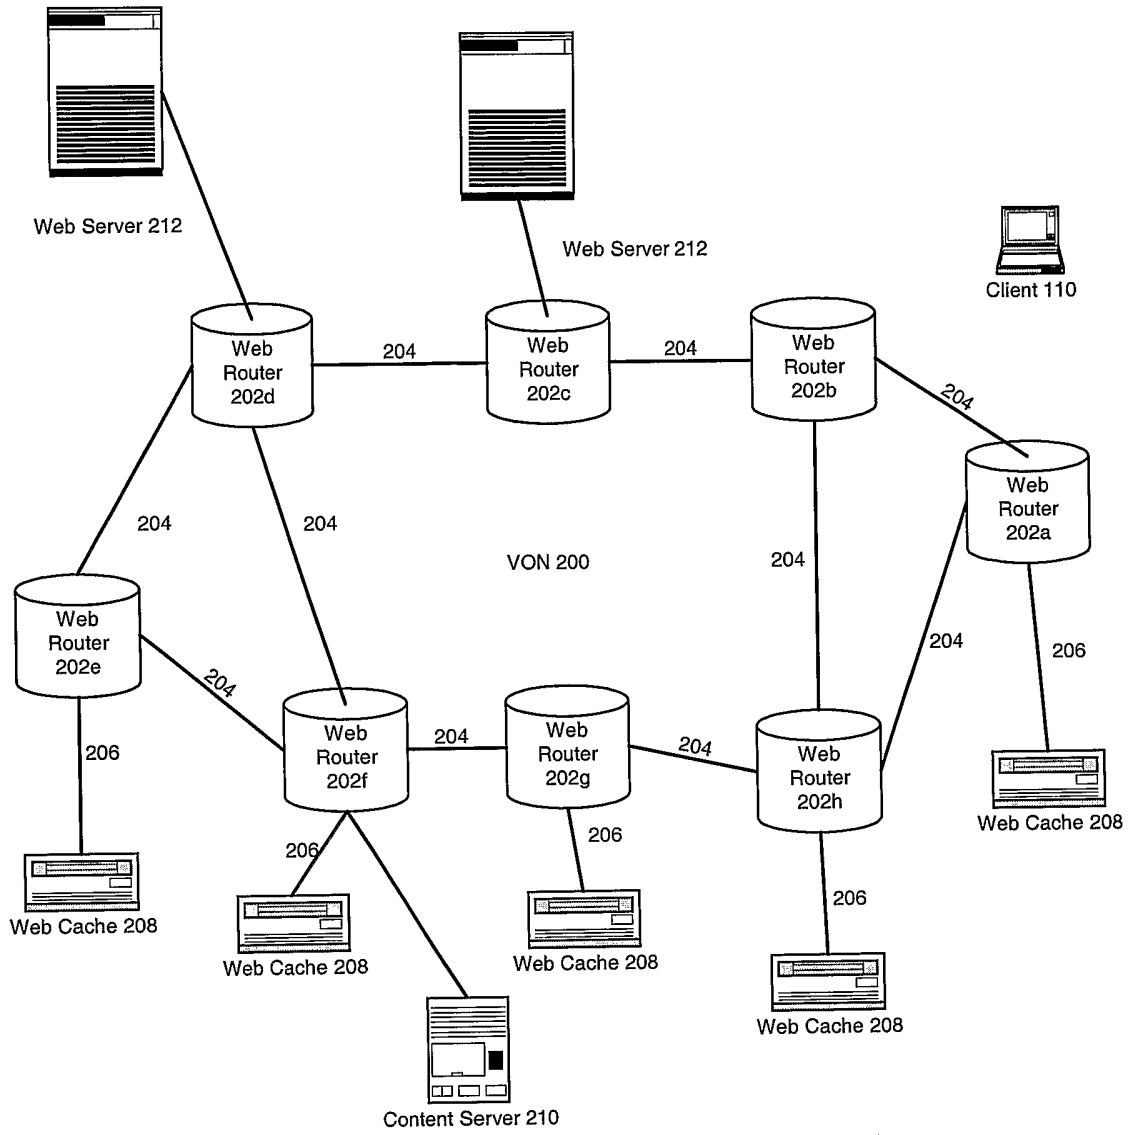 Web Server 212
Web Server 212
Client 110
Web
Router
202d
204
Web
Router
202c
204
Web
Router
202b
204
Web
Router
202a
204
204
VON 200
204
204
206
Web
Router
202e
204
206
Web
Router
202f
204
Web
Router
202g
204
Web
Router
202h
206
206
206
Web Cache 208
Web Cache 208
Web Cache 208
Web Cache 208
Web Cache 208
Content Server 210